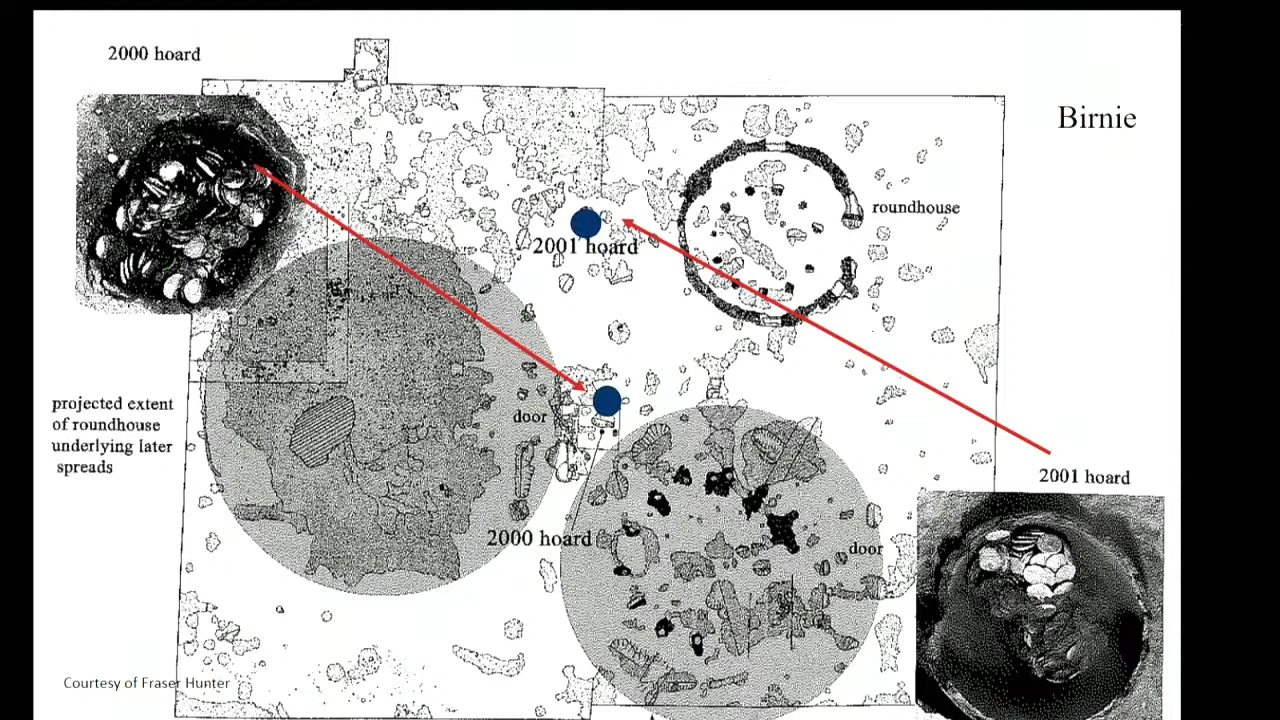 2000 hoard
Birnie
roundhouse
2001 hoard
projected extent
of roundhouse
underlying later
spreads
door
2001 hoard
2000 hoard
door
Courtesy of Fraser Hunter